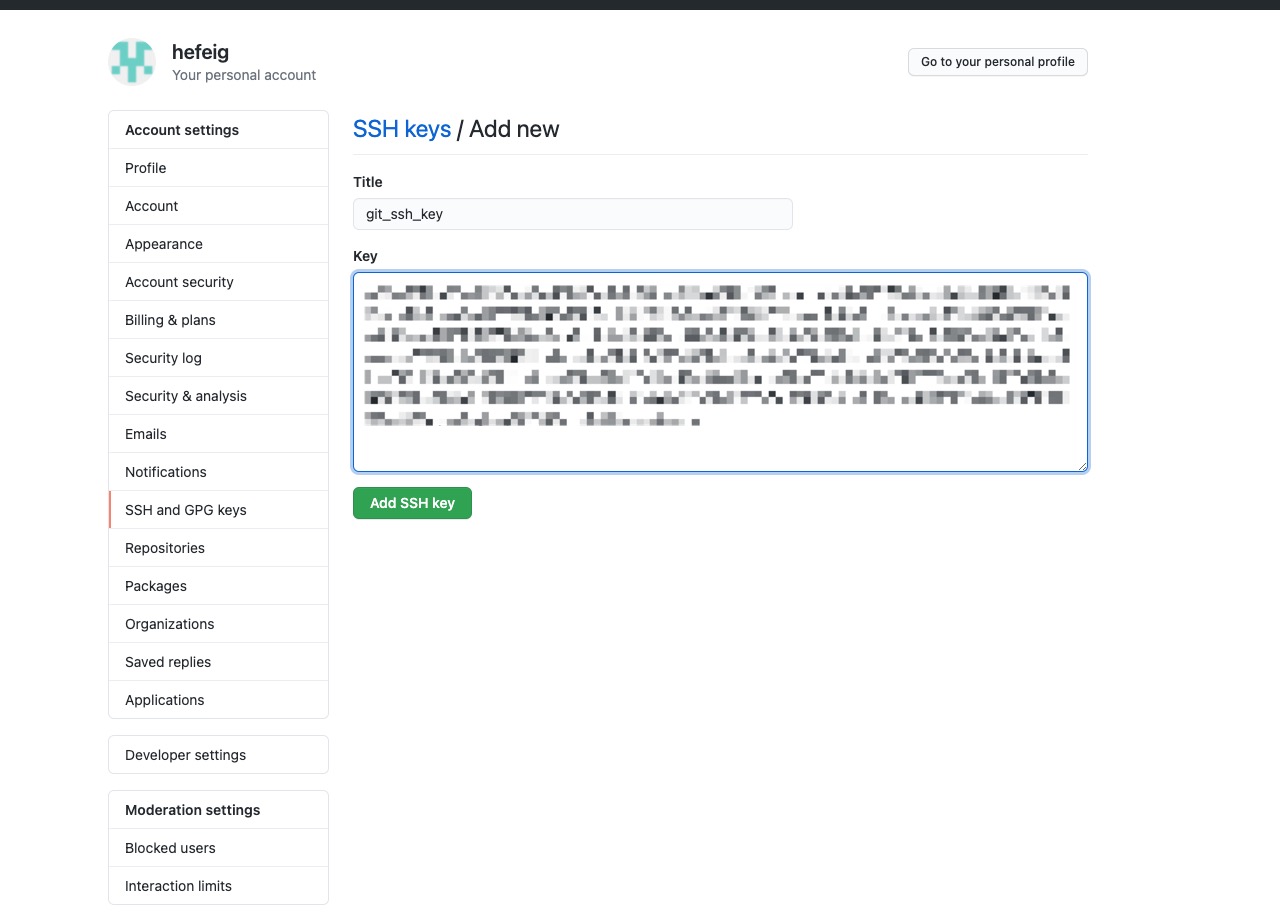 hefeig
Your personal account
Go to your personal profile
Account settings
Profile
Account
Appearance
Account security
Billing & plans
Security log
Security & analysis
Emails
Notifications
SSH and GPG keys
Repositories
Packages
Organizations
Saved replies
Applications
Developer settings
Moderation settings
Blocked users
Interaction limits
SSH keys / Add new
Title
git_ssh_key
Key
Add SSH key